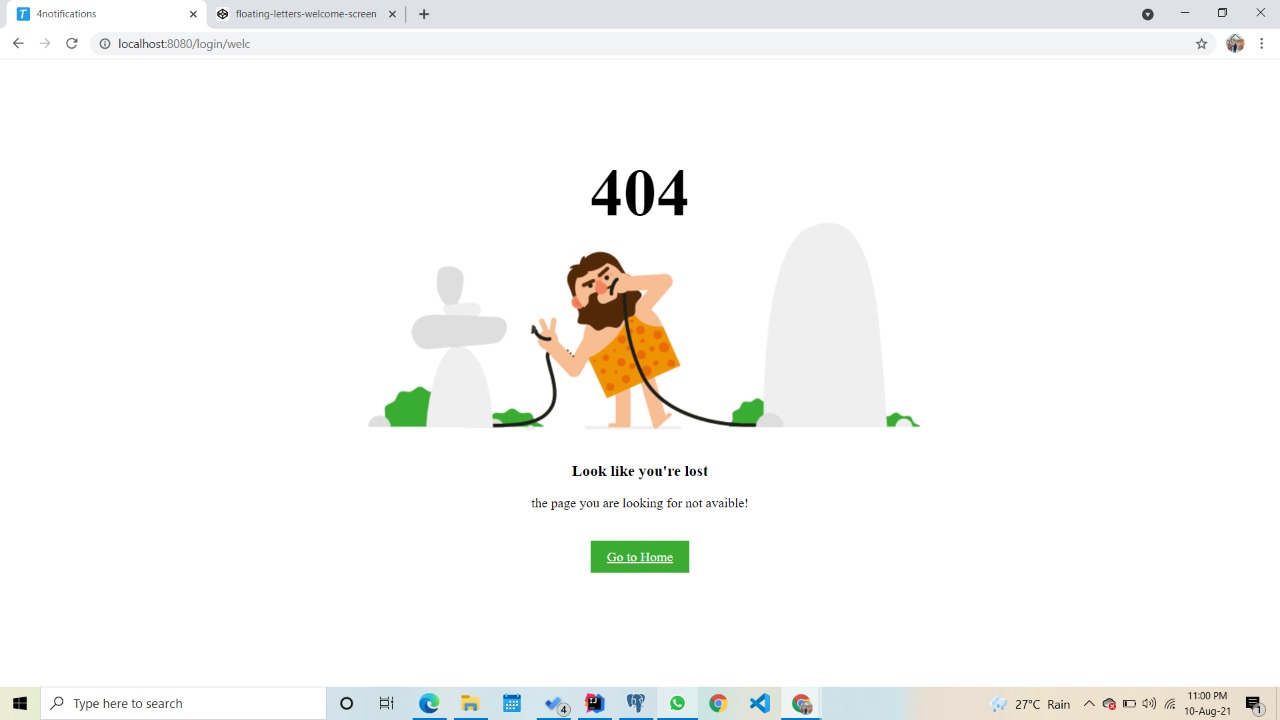 4notifications
floating-letters-welcome-screen
localhost:8080/login/welc
404
Look like you're lost
the page you are looking for not avaible!
Go to Home
Type here to search
4
27°C Rain
11:00 PM
10-Aug-21
1